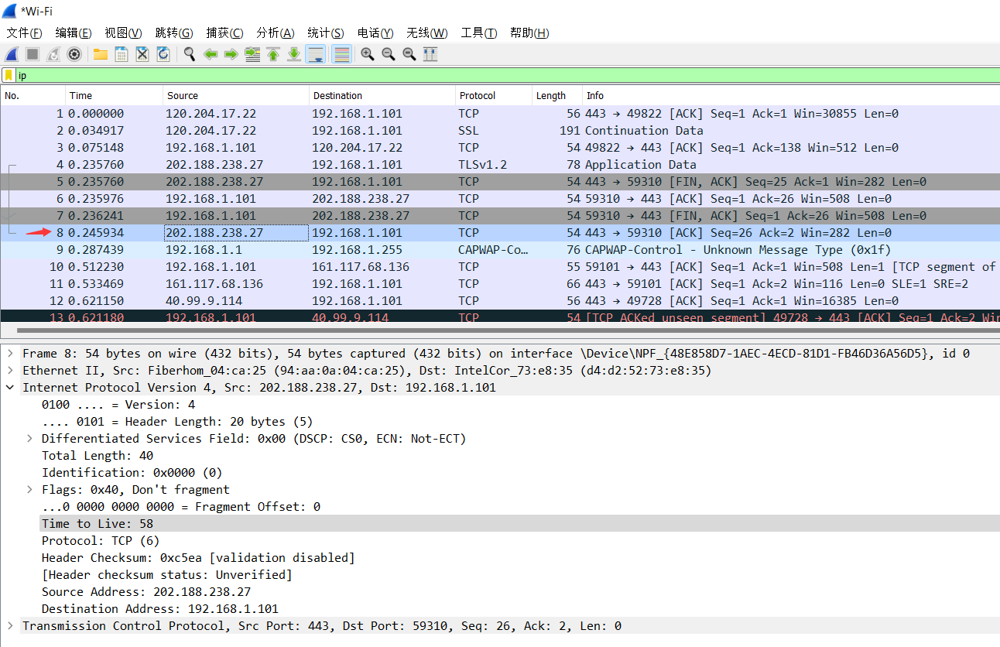 *Wi-Fi
文件(F) 编辑(E) 视图(V) 跳转(G) 捕获(C) 分析(A) 统计(S) 电话(Y) 无线(W) 工具(T) 帮助(H)
ip
No. Time Source Destination Protocol Length Info
1 0.000000 120.204.17.22 192.168.1.101 TCP 56 443 → 49822 [ACK] Seq=1 Ack=1 Win=30855 Len=0
2 0.034917 120.204.17.22 192.168.1.101 SSL 191 Continuation Data
3 0.075148 192.168.1.101 120.204.17.22 TCP 54 49822 → 443 [ACK] Seq=1 Ack=138 Win=512 Len=0
4 0.235760 202.188.238.27 192.168.1.101 TLSv1.2 78 Application Data
5 0.235760 202.188.238.27 192.168.1.101 TCP 54 443 → 59310 [FIN, ACK] Seq=25 Ack=1 Win=282 Len=0
6 0.235976 192.168.1.101 202.188.238.27 TCP 54 59310 → 443 [ACK] Seq=1 Ack=26 Win=508 Len=0
7 0.236241 192.168.1.101 202.188.238.27 TCP 54 59310 → 443 [FIN, ACK] Seq=1 Ack=26 Win=508 Len=0
8 0.245934 202.188.238.27 192.168.1.101 TCP 54 443 → 59310 [ACK] Seq=26 Ack=2 Win=282 Len=0
9 0.287439 192.168.1.1 192.168.1.255 CAPWAP-Co… 76 CAPWAP-Control - Unknown Message Type (0x1f)
10 0.512230 192.168.1.101 161.117.68.136 TCP 55 59101 → 443 [ACK] Seq=1 Ack=1 Win=508 Len=1 [TCP segment of
11 0.533469 161.117.68.136 192.168.1.101 TCP 66 443 → 59101 [ACK] Seq=1 Ack=2 Win=116 Len=0 SLE=1 SRE=2
12 0.621150 40.99.9.114 192.168.1.101 TCP 56 443 → 49728 [ACK] Seq=1 Ack=1 Win=16385 Len=0
13 0.621180 192.168.1.101 40.99.9.114 TCP 54 [TCP ACKed unseen segment] 49728 → 443 [ACK] Seq=1 Ack=2 Win
Frame 8: 54 bytes on wire (432 bits), 54 bytes captured (432 bits) on interface \Device\NPF_{48E858D7-1AEC-4ECD-81D1-FB46D36A56D5}, id 0
Ethernet II, Src: Fiberhom_04:ca:25 (94:aa:0a:04:ca:25), Dst: IntelCor_73:e8:35 (d4:d2:52:73:e8:35)
Internet Protocol Version 4, Src: 202.188.238.27, Dst: 192.168.1.101
0100 .... = Version: 4
.... 0101 = Header Length: 20 bytes (5)
Differentiated Services Field: 0x00 (DSCP: CS0, ECN: Not-ECT)
Total Length: 40
Identification: 0x0000 (0)
Flags: 0x40, Don't fragment
...0 0000 0000 0000 = Fragment Offset: 0
Time to Live: 58
Protocol: TCP (6)
Header Checksum: 0xc5ea [validation disabled]
[Header checksum status: Unverified]
Source Address: 202.188.238.27
Destination Address: 192.168.1.101
Transmission Control Protocol, Src Port: 443, Dst Port: 59310, Seq: 26, Ack: 2, Len: 0